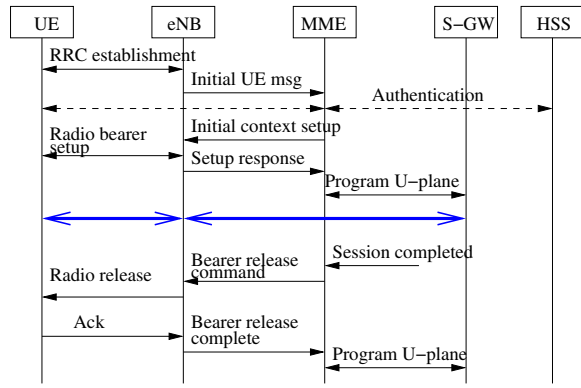 UE eNB MME S-GW HSS
RRC establishment
Initial UE msg
Authentication
Initial context setup
Radio bearer
setup
Setup response
Program U-plane
Session completed
Bearer release
command
Radio release
Ack
Bearer release
complete
Program U-plane